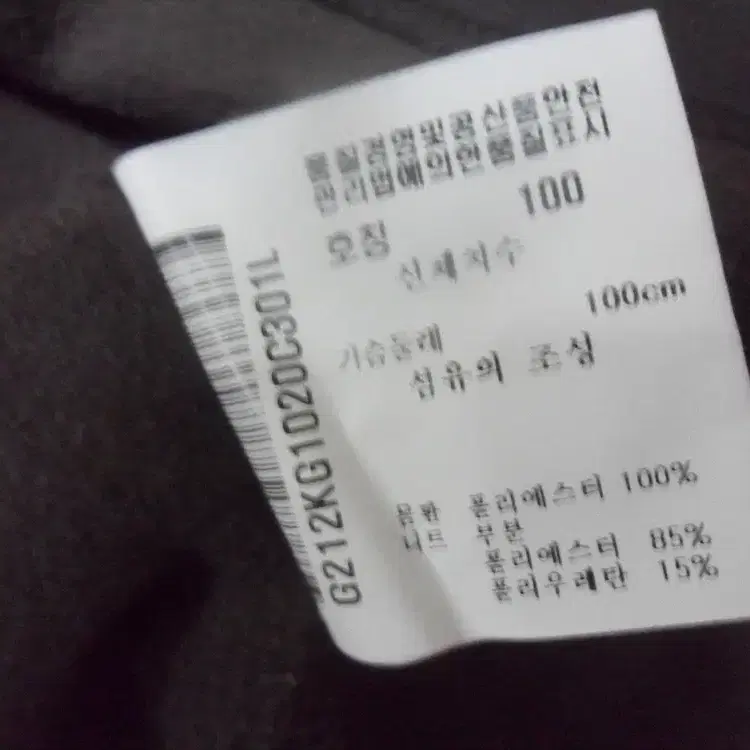 품질경영및공산품안전
관리법에의한품질표시
호칭 100
신체치수
가슴둘레 100cm
섬유의 조성
몸판 폴리에스터 100%
니트 부분
폴리에스터 85%
폴리우레탄 15%
G212KG1020C301L